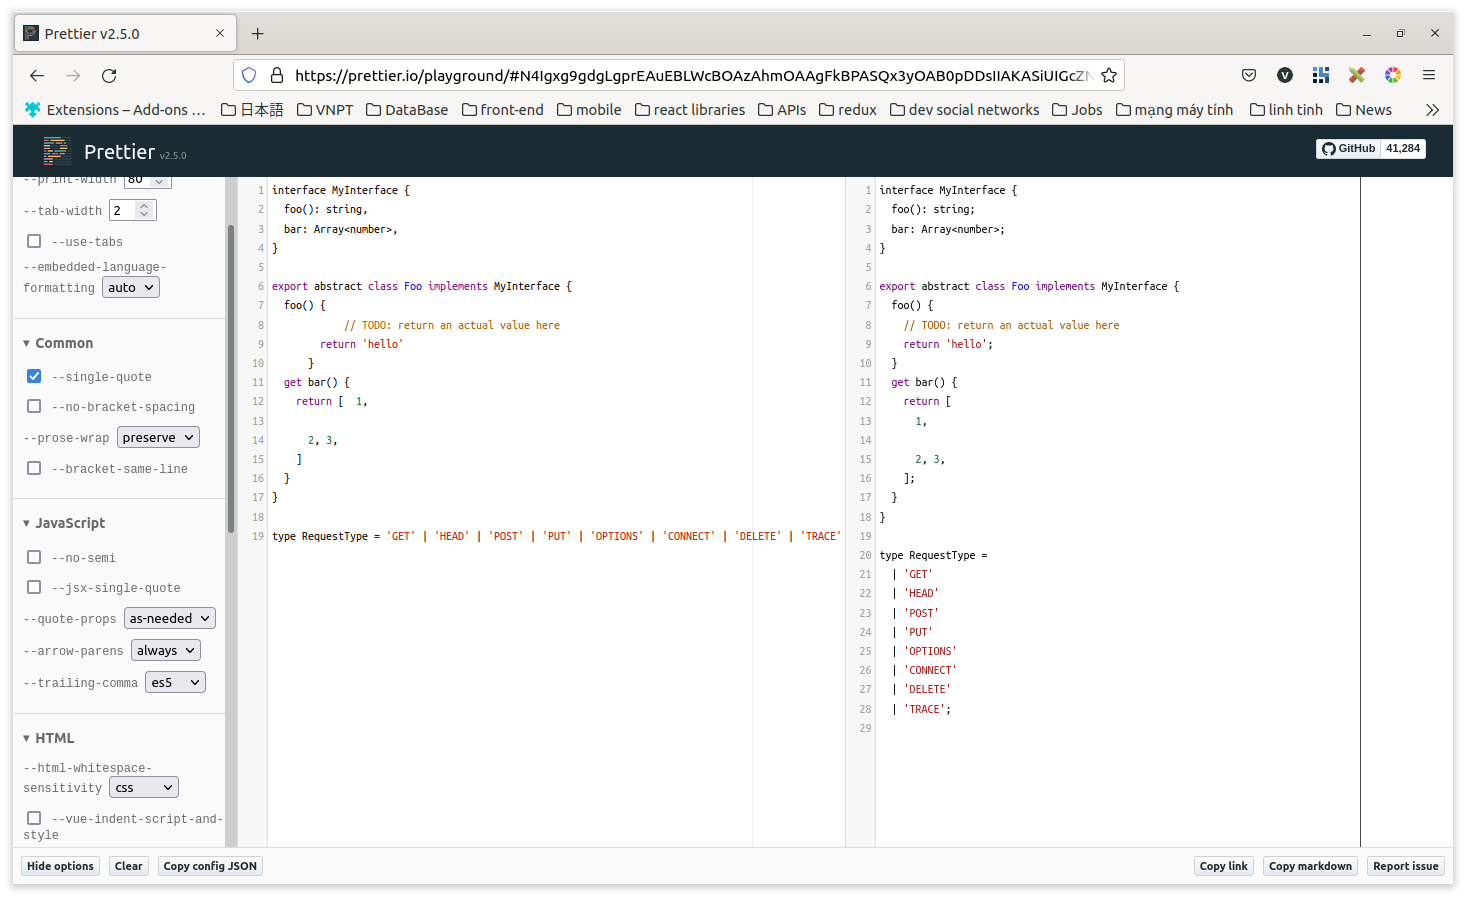 Prettier v2.5.0
https://prettier.io/playground/#N4Igxg9gdgLgprEAuEBLWcBOAzAhmOAAgFkBPASQx3yOAB0pDDsIIAKASiUIGcZN
Extensions – Add-ons … 日本語 VNPT DataBase front-end mobile react libraries APIs redux dev social networks Jobs mạng máy tính linh tinh News
Prettier v2.5.0
GitHub 41,284
--print-width 80
--tab-width 2
--use-tabs
--embedded-language-
formatting auto
Common
--single-quote
--no-bracket-spacing
--prose-wrap preserve
--bracket-same-line
JavaScript
--no-semi
--jsx-single-quote
--quote-props as-needed
--arrow-parens always
--trailing-comma es5
HTML
--html-whitespace-
sensitivity css
--vue-indent-script-and-
style
1 interface MyInterface {
2 foo(): string,
3 bar: Array<number>,
4 }
5
6 export abstract class Foo implements MyInterface {
7 foo() {
8 // TODO: return an actual value here
9 return 'hello'
10 }
11 get bar() {
12 return [ 1,
13
14 2, 3,
15 ]
16 }
17 }
18
19 type RequestType = 'GET' | 'HEAD' | 'POST' | 'PUT' | 'OPTIONS' | 'CONNECT' | 'DELETE' | 'TRACE'
1 interface MyInterface {
2 foo(): string;
3 bar: Array<number>;
4 }
5
6 export abstract class Foo implements MyInterface {
7 foo() {
8 // TODO: return an actual value here
9 return 'hello';
10 }
11 get bar() {
12 return [
13 1,
14
15 2, 3,
16 ];
17 }
18 }
19
20 type RequestType =
21 | 'GET'
22 | 'HEAD'
23 | 'POST'
24 | 'PUT'
25 | 'OPTIONS'
26 | 'CONNECT'
27 | 'DELETE'
28 | 'TRACE';
29
Hide options Clear Copy config JSON Copy link Copy markdown Report issue